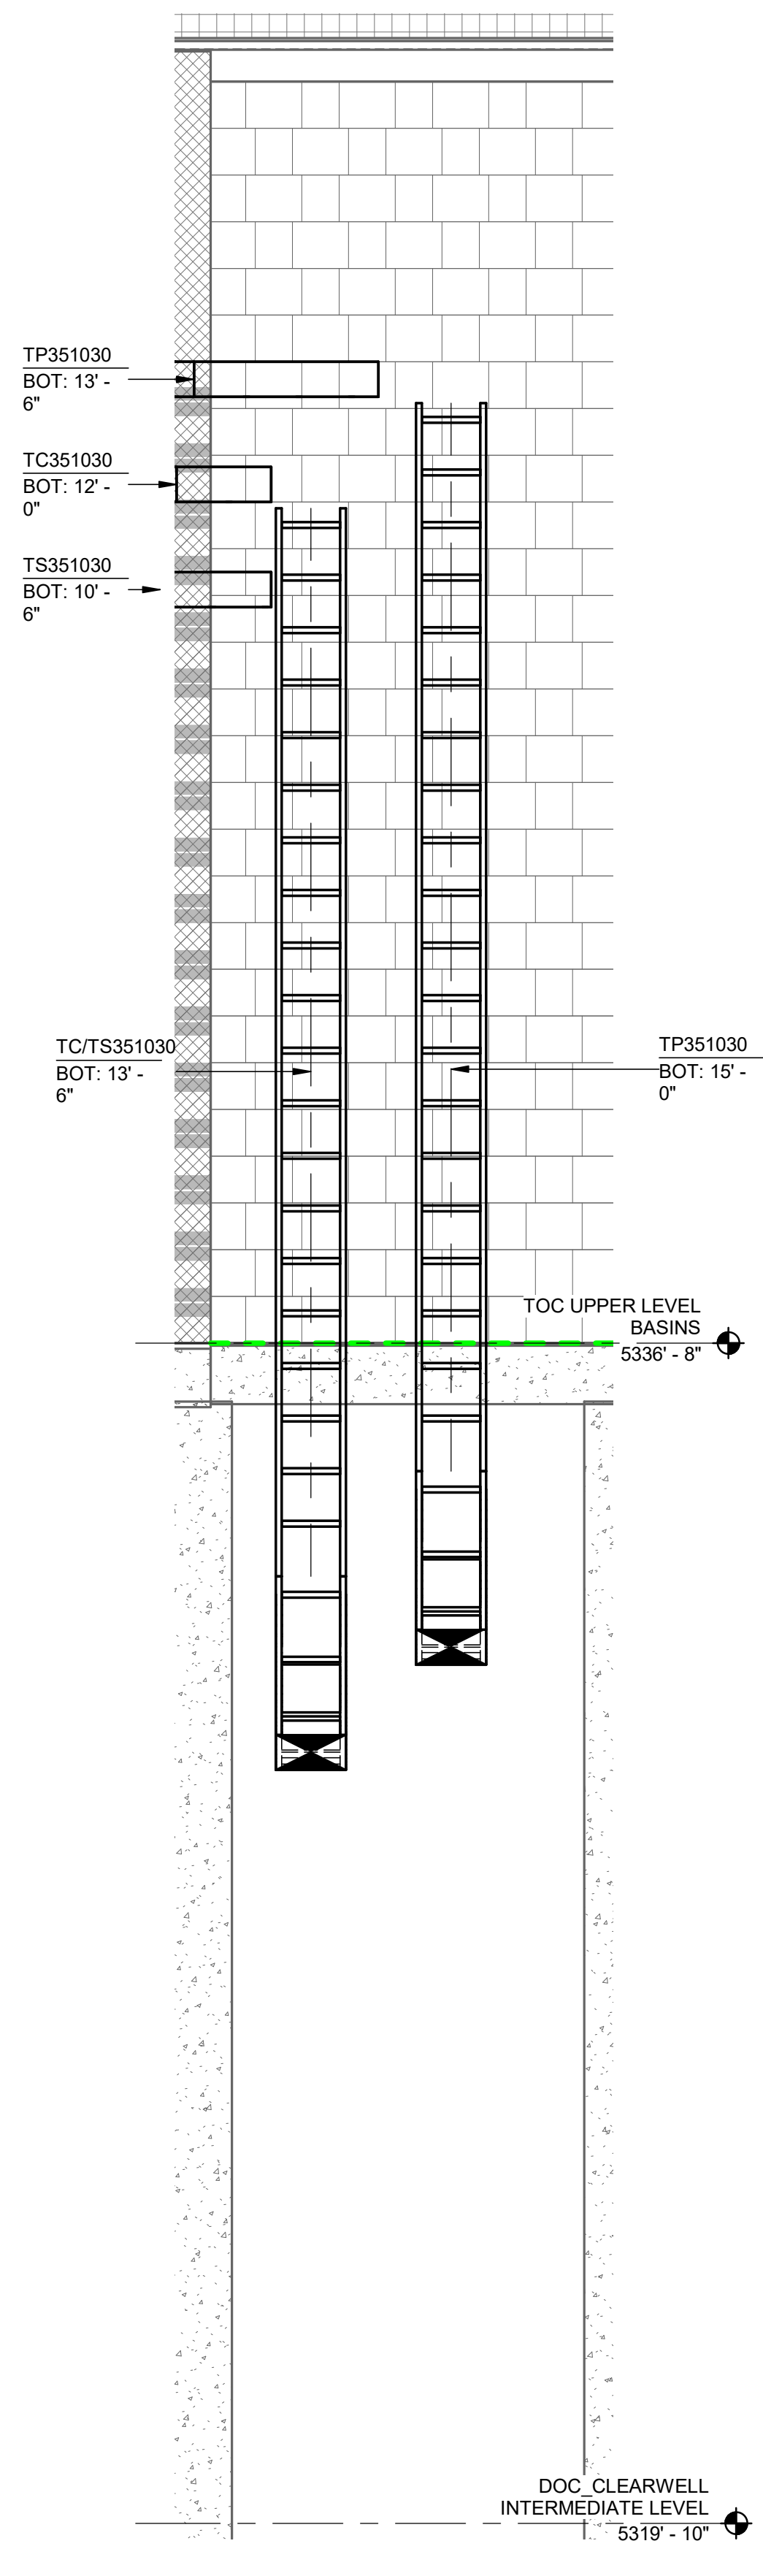 TP351030
BOT: 13' -
6"
TC351030
BOT: 12' -
0"
TS351030
BOT: 10' -
6"
TC/TS351030
BOT: 13' -
6"
TP351030
BOT: 15' -
0"
TOC UPPER LEVEL
BASINS
5336' - 8"
DOC_CLEARWELL
INTERMEDIATE LEVEL
5319' - 10"